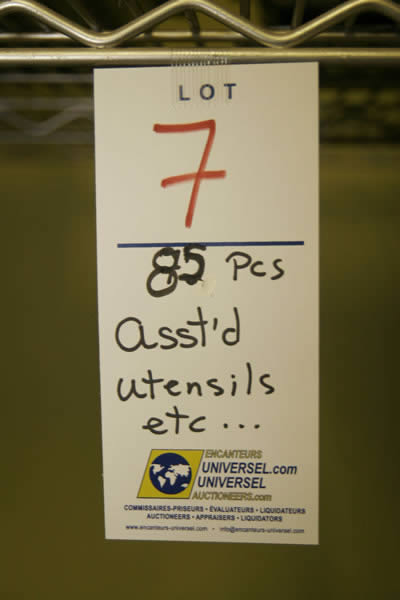 LOT
7
85 Pcs
asst'd
utensils
etc...
ENCANTEURS
UNIVERSEL.com
UNIVERSEL
AUCTIONEERS.com
COMMISSAIRES-PRISEURS • ÉVALUATEURS • LIQUIDATEURS
AUCTIONEERS • APPRAISERS • LIQUIDATORS
www.encanteurs-universel.com • info@encanteurs-universel.com